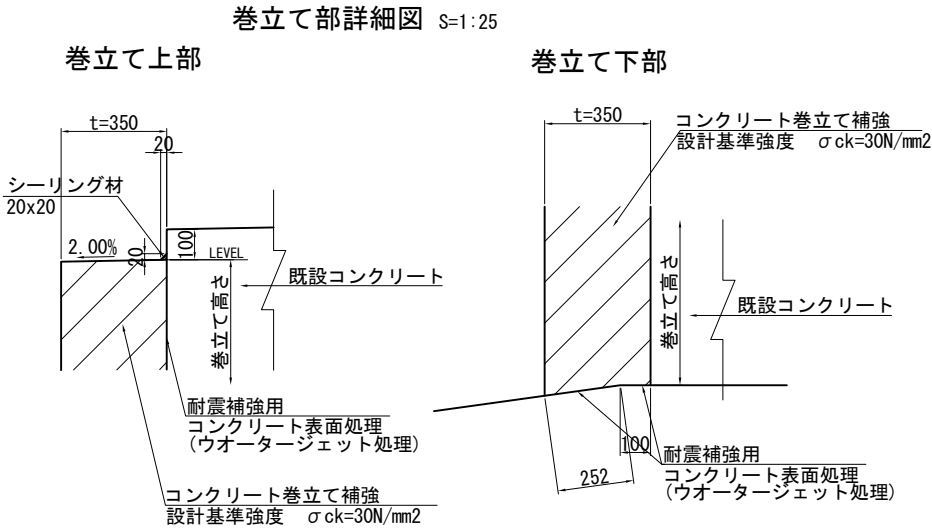 巻立て部詳細図 S=1:25
巻立て上部
t=350
20
シーリング材
20x20
2.00%
20
100
LEVEL
巻立て高さ
既設コンクリート
耐震補強用
コンクリート表面処理
(ウオータージェット処理)
コンクリート巻立て補強
設計基準強度 σck=30N/mm2
巻立て下部
t=350
コンクリート巻立て補強
設計基準強度 σck=30N/mm2
巻立て高さ
既設コンクリート
100
252
耐震補強用
コンクリート表面処理
(ウオータージェット処理)